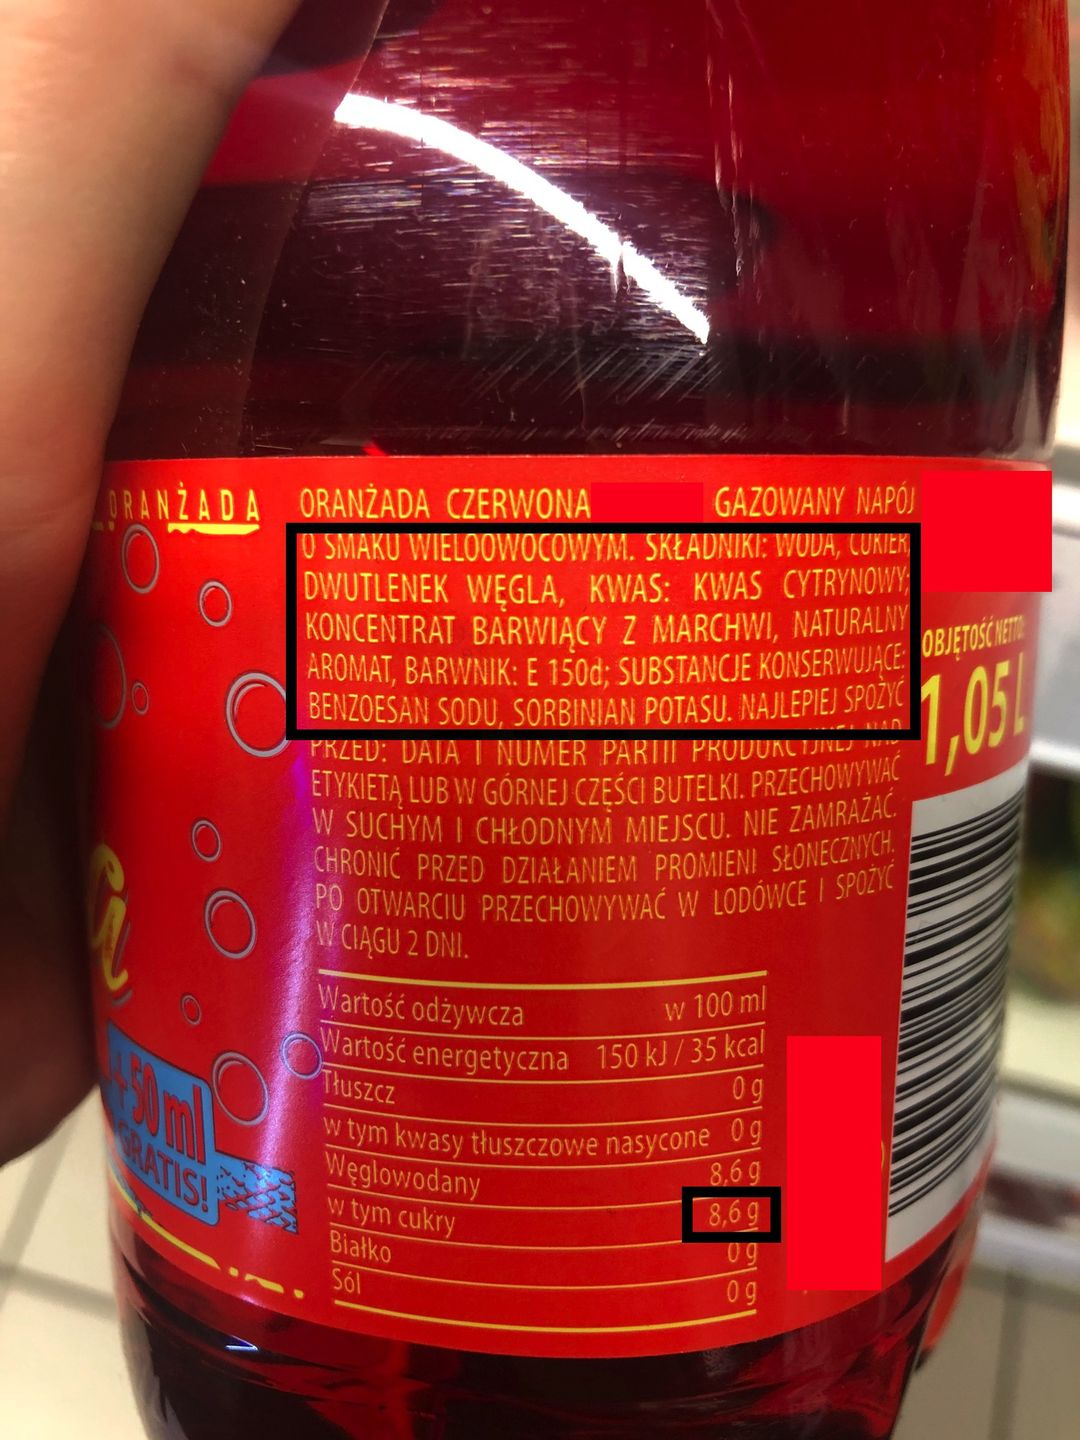 ORANŻADA
ORANŻADA CZERWONA GAZOWANY NAPÓJ
O SMAKU WIELOOWOCOWYM. SKŁADNIKI: WODA, CUKIER,
DWUTLENEK WĘGLA, KWAS: KWAS CYTRYNOWY;
KONCENTRAT BARWIĄCY Z MARCHWI, NATURALNY
AROMAT, BARWNIK: E 150d; SUBSTANCJE KONSERWUJĄCE:
BENZOESAN SODU, SORBINIAN POTASU. NAJLEPIEJ SPOŻYĆ
PRZED: DATA I NUMER PARTII PRODUKCYJNEJ NAD
ETYKIETĄ LUB W GÓRNEJ CZĘŚCI BUTELKI. PRZECHOWYWAĆ
W SUCHYM I CHŁODNYM MIEJSCU. NIE ZAMRAŻAĆ.
CHRONIĆ PRZED DZIAŁANIEM PROMIENI SŁONECZNYCH.
PO OTWARCIU PRZECHOWYWAĆ W LODÓWCE I SPOŻYĆ
W CIĄGU 2 DNI.
Wartość odżywcza w 100 ml
Wartość energetyczna 150 kJ / 35 kcal
Tłuszcz 0 g
w tym kwasy tłuszczowe nasycone 0 g
Węglowodany 8,6 g
w tym cukry 8,6 g
Białko 0 g
Sól 0 g
OBJĘTOŚĆ NETTO:
1,05 L
+50 ml
GRATIS!